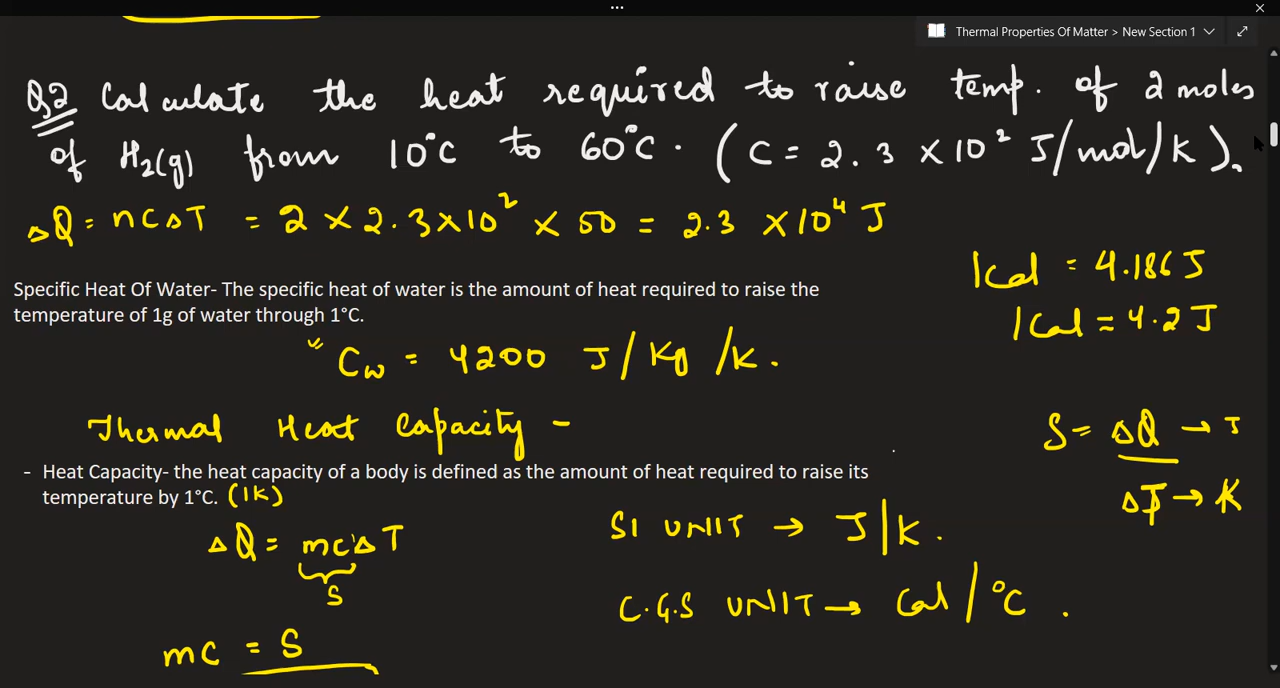 Thermal Properties Of Matter > New Section 1
Q2 Calculate the heat required to raise temp. of 2 moles
of H₂(g) from 10°C to 60°C. (C = 2.3 × 10² J/mol/K).
ΔQ = nCΔT = 2 × 2.3×10² × 50 = 2.3 × 10⁴ J
1Cal = 4.186 J
1Cal = 4.2 J
Specific Heat Of Water- The specific heat of water is the amount of heat required to raise the
temperature of 1g of water through 1°C.
Cw = 4200 J/Kg/K.
Thermal Heat Capacity -
S = ΔQ → J
ΔT → K
- Heat Capacity- the heat capacity of a body is defined as the amount of heat required to raise its
temperature by 1°C. (1K)
ΔQ = mcΔT
S
SI UNIT → J/K.
C.G.S UNIT → Cal/°C.
mc = S